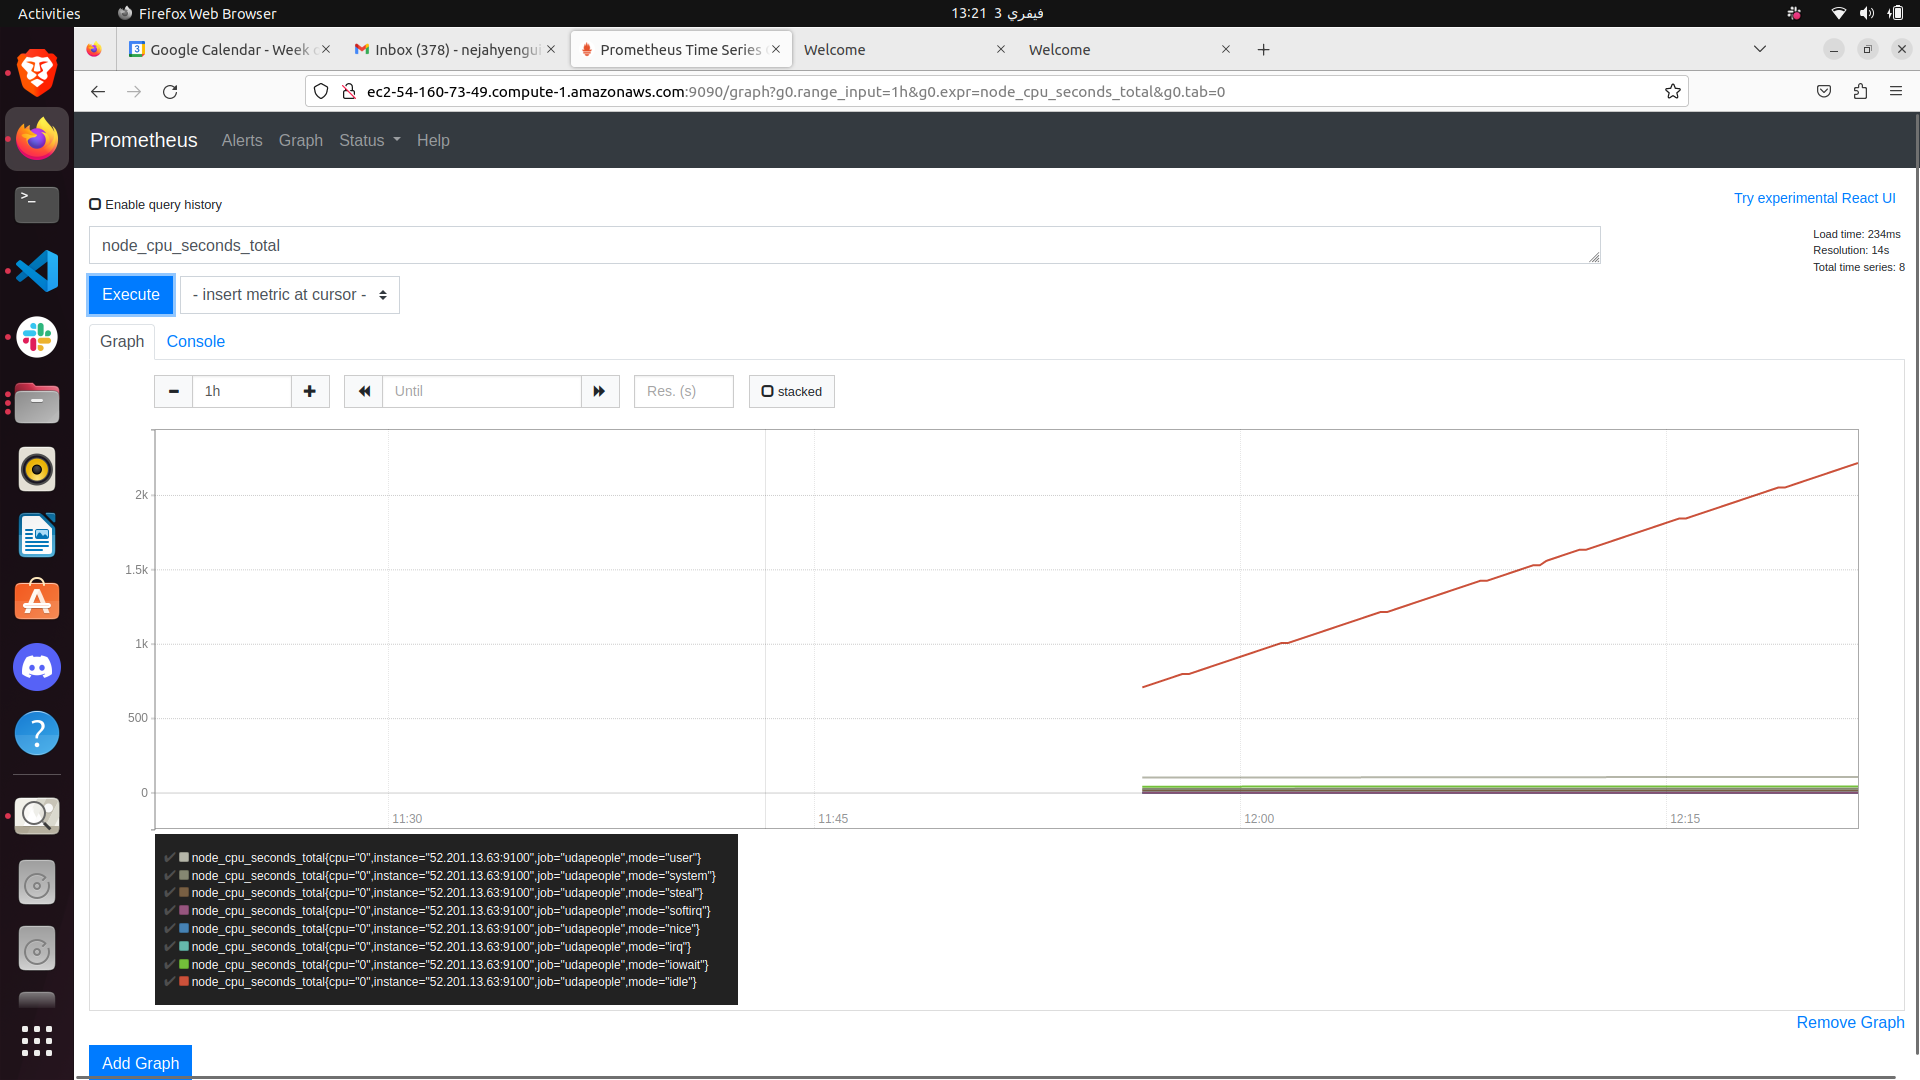 Activities
Firefox Web Browser
13:21 3 فيفري
Google Calendar - Week
Inbox (378) - nejahyengui
Prometheus Time Series
Welcome
Welcome
ec2-54-160-73-49.compute-1.amazonaws.com:9090/graph?g0.range_input=1h&g0.expr=node_cpu_seconds_total&g0.tab=0
Prometheus Alerts Graph Status Help
Enable query history
Try experimental React UI
node_cpu_seconds_total
Load time: 234ms
Resolution: 14s
Total time series: 8
Execute
- insert metric at cursor -
Graph Console
1h
Until
Res. (s)
stacked
2k
1.5k
1k
500
0
11:30 11:45 12:00 12:15
node_cpu_seconds_total{cpu="0",instance="52.201.13.63:9100",job="udapeople",mode="user"}
node_cpu_seconds_total{cpu="0",instance="52.201.13.63:9100",job="udapeople",mode="system"}
node_cpu_seconds_total{cpu="0",instance="52.201.13.63:9100",job="udapeople",mode="steal"}
node_cpu_seconds_total{cpu="0",instance="52.201.13.63:9100",job="udapeople",mode="softirq"}
node_cpu_seconds_total{cpu="0",instance="52.201.13.63:9100",job="udapeople",mode="nice"}
node_cpu_seconds_total{cpu="0",instance="52.201.13.63:9100",job="udapeople",mode="irq"}
node_cpu_seconds_total{cpu="0",instance="52.201.13.63:9100",job="udapeople",mode="iowait"}
node_cpu_seconds_total{cpu="0",instance="52.201.13.63:9100",job="udapeople",mode="idle"}
Remove Graph
Add Graph